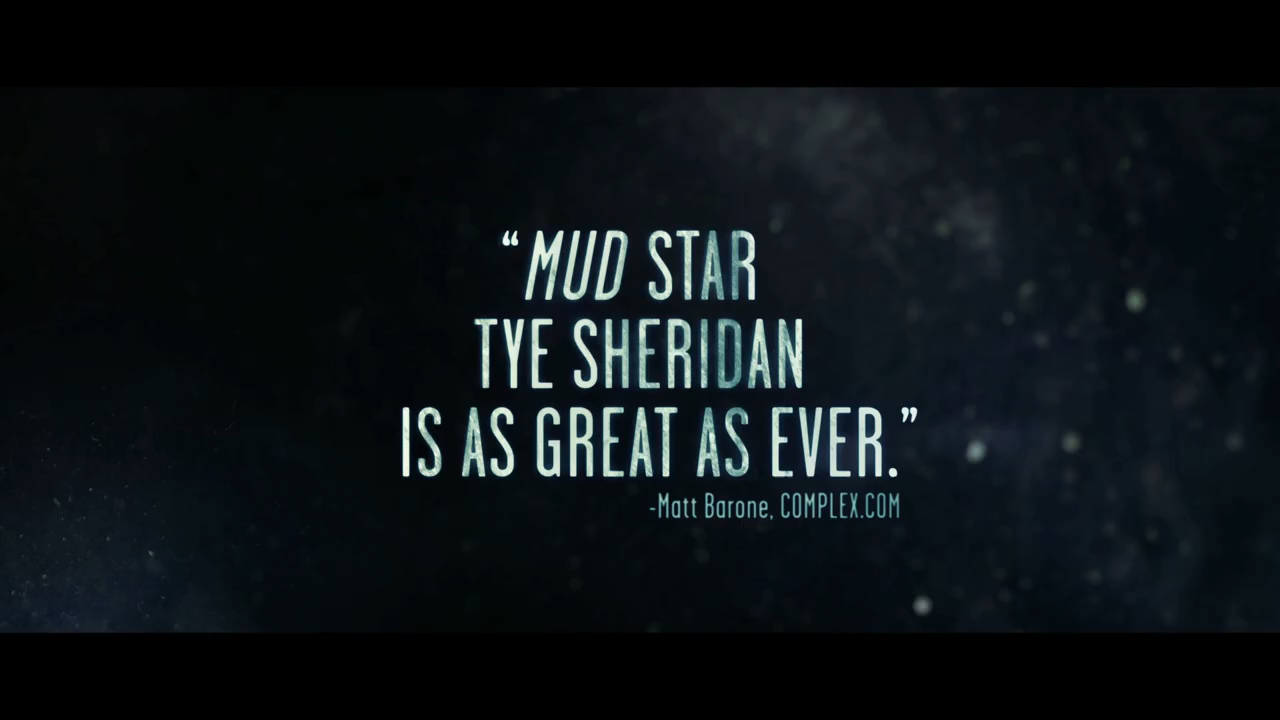 “MUD STAR
TYE SHERIDAN
IS AS GREAT AS EVER.”
-Matt Barone, COMPLEX.COM